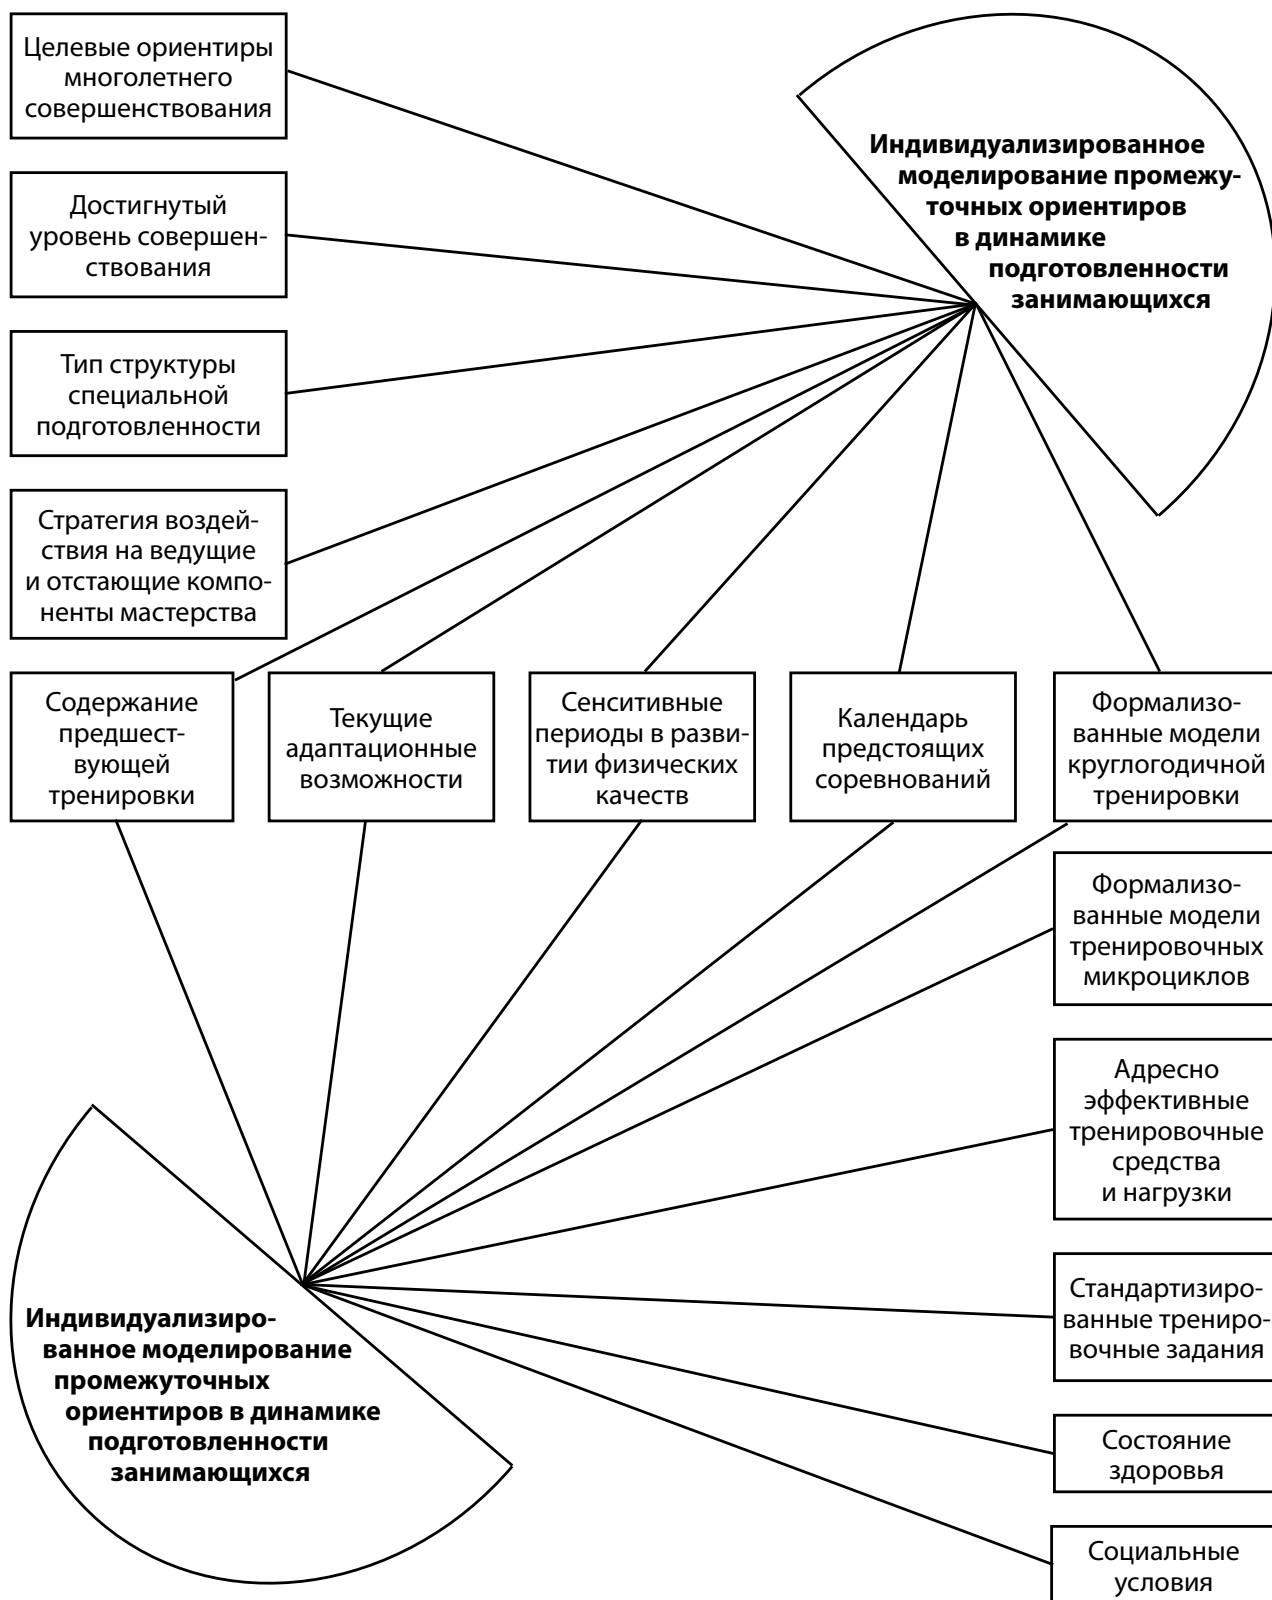 Целевые ориентиры
многолетнего
совершенствования
Индивидуализированное
моделирование промежу-
точных ориентиров
в динамике
подготовленности
занимающихся
Достигнутый
уровень совершен-
ствования
Тип структуры
специальной
подготовленности
Стратегия воздей-
ствия на ведущие
и отстающие компо-
ненты мастерства
Содержание
предшест-
вующей
тренировки
Текущие
адаптационные
возможности
Сенситивные
периоды в разви-
тии физических
качеств
Календарь
предстоящих
соревнований
Формализо-
ванные модели
круглогодичной
тренировки
Формализо-
ванные модели
тренировочных
микроциклов
Адресно
эффективные
тренировочные
средства
и нагрузки
Стандартизиро-
ванные трениро-
вочные задания
Состояние
здоровья
Социальные
условия
Индивидуализиро-
ванное моделирование
промежуточных
ориентиров в динамике
подготовленности
занимающихся